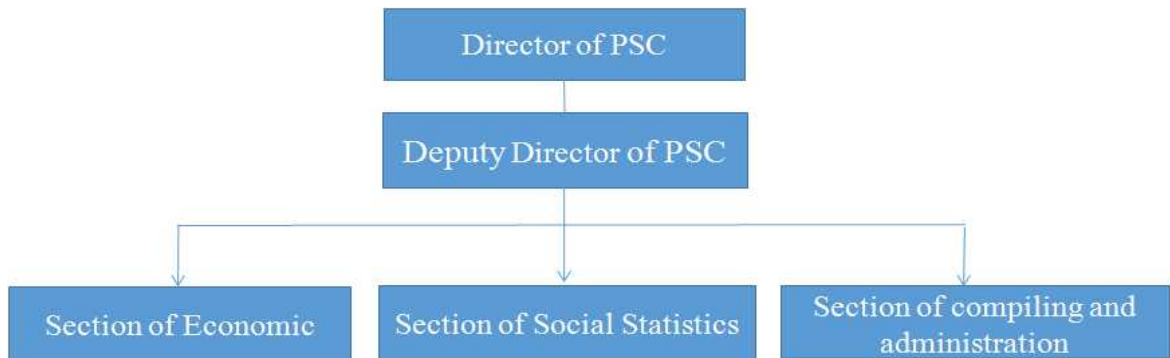 Director of PSC
Deputy Director of PSC
Section of Economic
Section of Social Statistics
Section of compiling and
administration